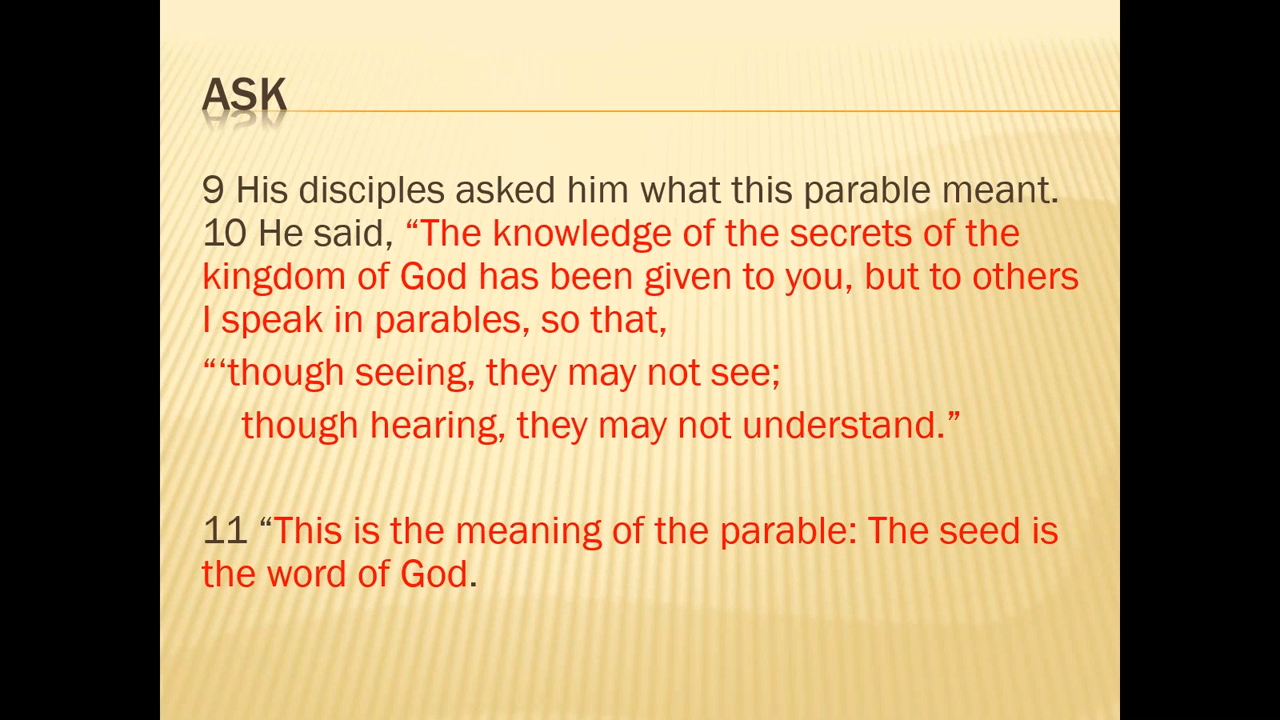 ASK
9 His disciples asked him what this parable meant.
10 He said, “The knowledge of the secrets of the
kingdom of God has been given to you, but to others
I speak in parables, so that,
“‘though seeing, they may not see;
though hearing, they may not understand.”
11 “This is the meaning of the parable: The seed is
the word of God.